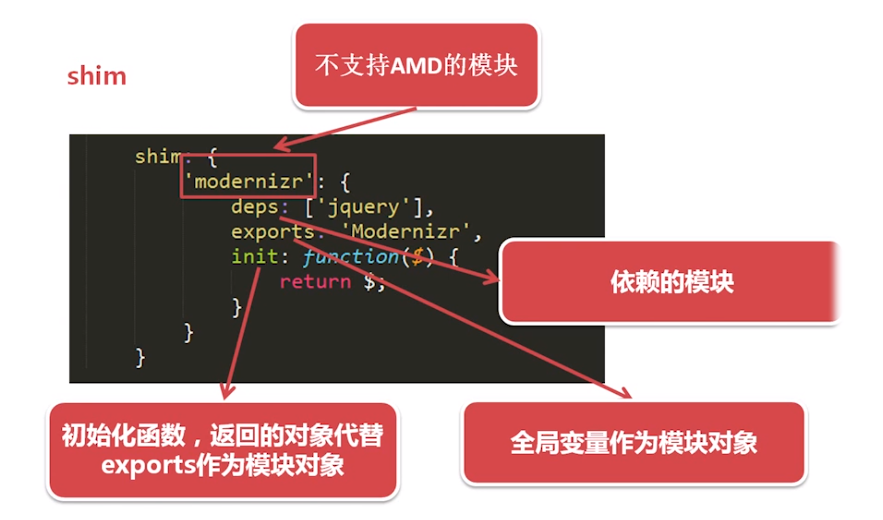 不支持AMD的模块
shim
shim: {
'modernizr': {
deps: ['jquery'],
exports: 'Modernizr',
init: function($) {
return $;
}
}
}
依赖的模块
初始化函数，返回的对象代替
exports作为模块对象
全局变量作为模块对象